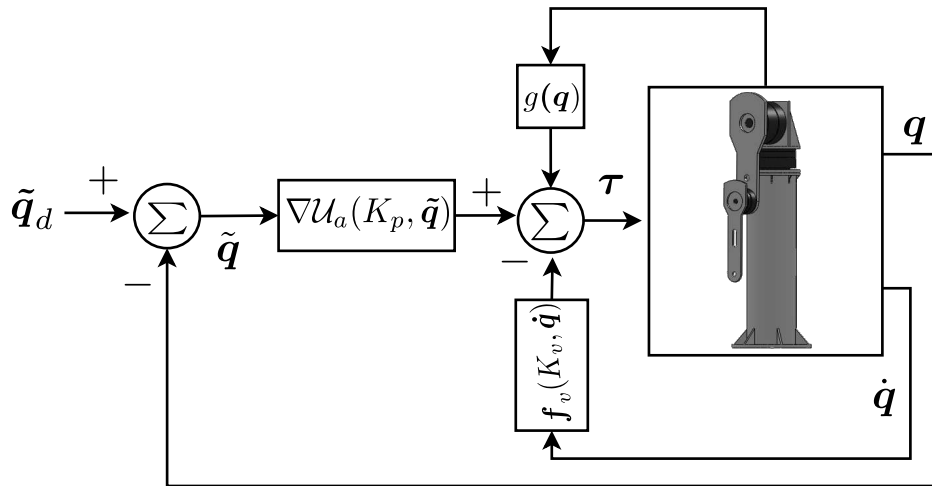 g(q)
q
+
τ
+
q̃_d
Σ
∇𝒰_a(K_p, q̃)
Σ
q̃
−
−
f_v(K_v, q̇)
q̇